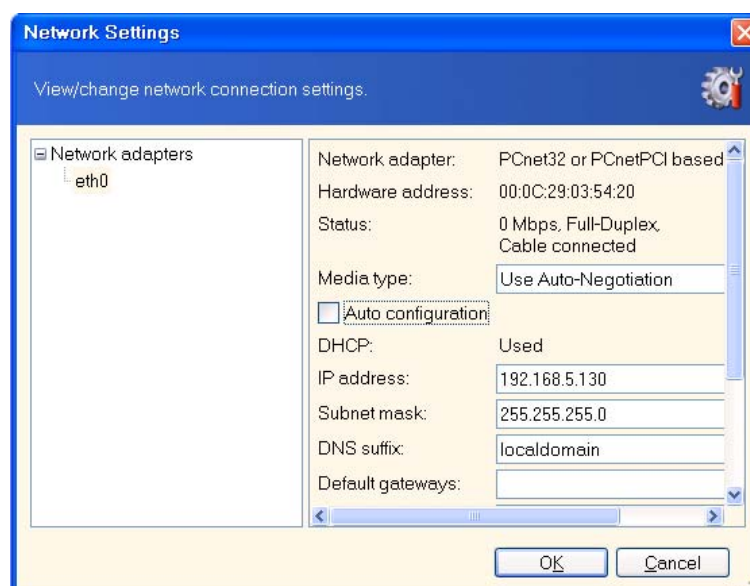 Network Settings
View/change network connection settings.
Network adapters
eth0
Network adapter: PCnet32 or PCnetPCI based
Hardware address: 00:0C:29:03:54:20
Status: 0 Mbps, Full-Duplex,
Cable connected
Media type: Use Auto-Negotiation
Auto configuration
DHCP: Used
IP address: 192.168.5.130
Subnet mask: 255.255.255.0
DNS suffix: localdomain
Default gateways:
OK Cancel